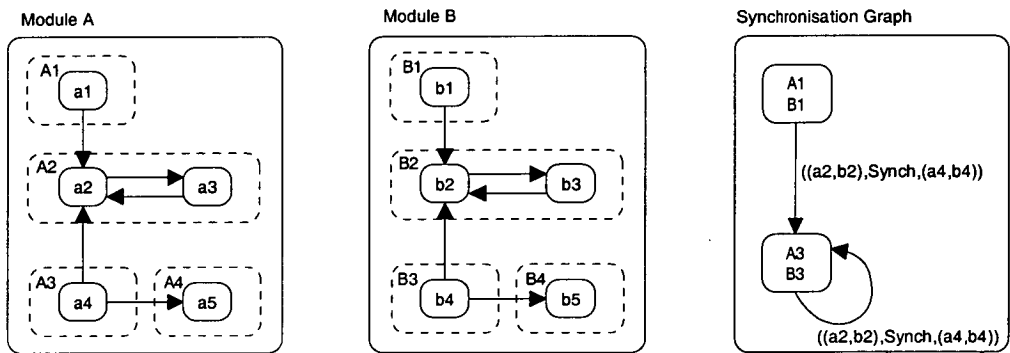 Module A
Module B
Synchronisation Graph
A1
a1
A2
a2
a3
A3
a4
A4
a5
B1
b1
B2
b2
b3
B3
b4
B4
b5
A1
B1
((a2,b2),Synch,(a4,b4))
A3
B3
((a2,b2),Synch,(a4,b4))